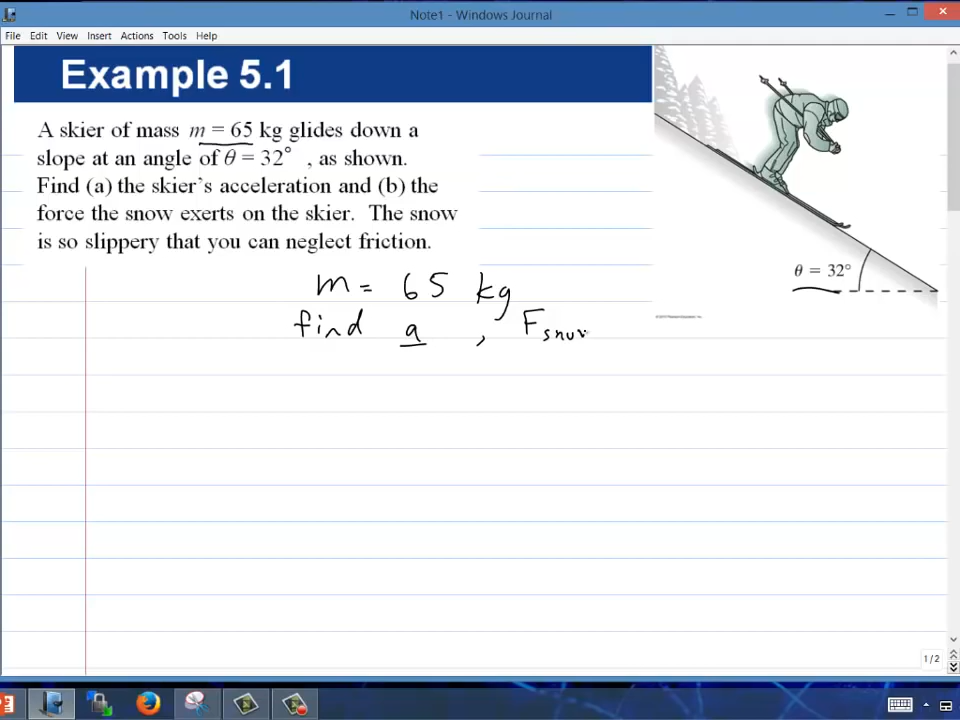 Note1 - Windows Journal
File Edit View Insert Actions Tools Help
Example 5.1
A skier of mass m = 65 kg glides down a
slope at an angle of θ = 32° , as shown.
Find (a) the skier's acceleration and (b) the
force the snow exerts on the skier. The snow
is so slippery that you can neglect friction.
θ = 32°
m = 65 kg
find a , Fsnow
1 / 2